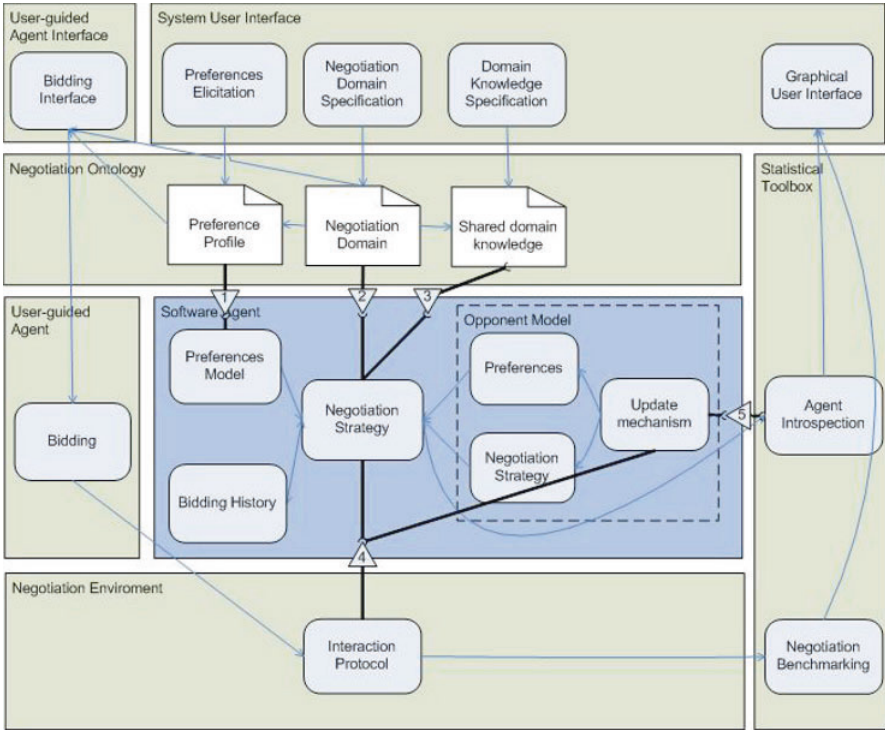 User-guided
Agent Interface
Bidding
Interface
System User Interface
Preferences
Elicitation
Negotiation
Domain
Specification
Domain
Knowledge
Specification
Graphical
User Interface
Negotiation Ontology
Preference
Profile
Negotiation
Domain
Shared domain
knowledge
Statistical
Toolbox
1
2
3
User-guided
Agent
Bidding
Software Agent
Preferences
Model
Negotiation
Strategy
Bidding History
Opponent Model
Preferences
Negotiation
Strategy
Update
mechanism
5
Agent
Introspection
4
Negotiation Enviroment
Interaction
Protocol
Negotiation
Benchmarking